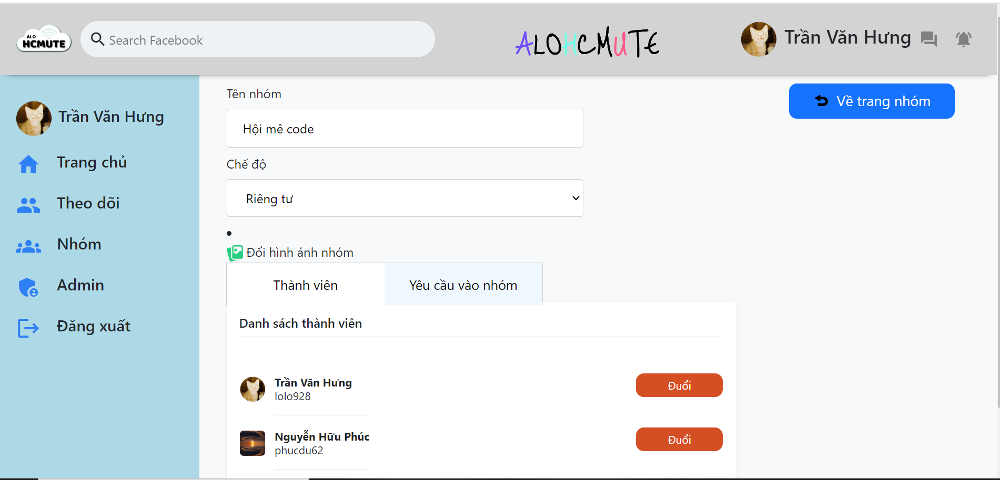 ALO
HCMUTE
Search Facebook
ALOHCMUTE
Trần Văn Hưng
Trần Văn Hưng
Trang chủ
Theo dõi
Nhóm
Admin
Đăng xuất
Tên nhóm
Hội mê code
Về trang nhóm
Chế độ
Riêng tư
Đổi hình ảnh nhóm
Thành viên
Yêu cầu vào nhóm
Danh sách thành viên
Trần Văn Hưng
lolo928
Đuổi
Nguyễn Hữu Phúc
phucdu62
Đuổi